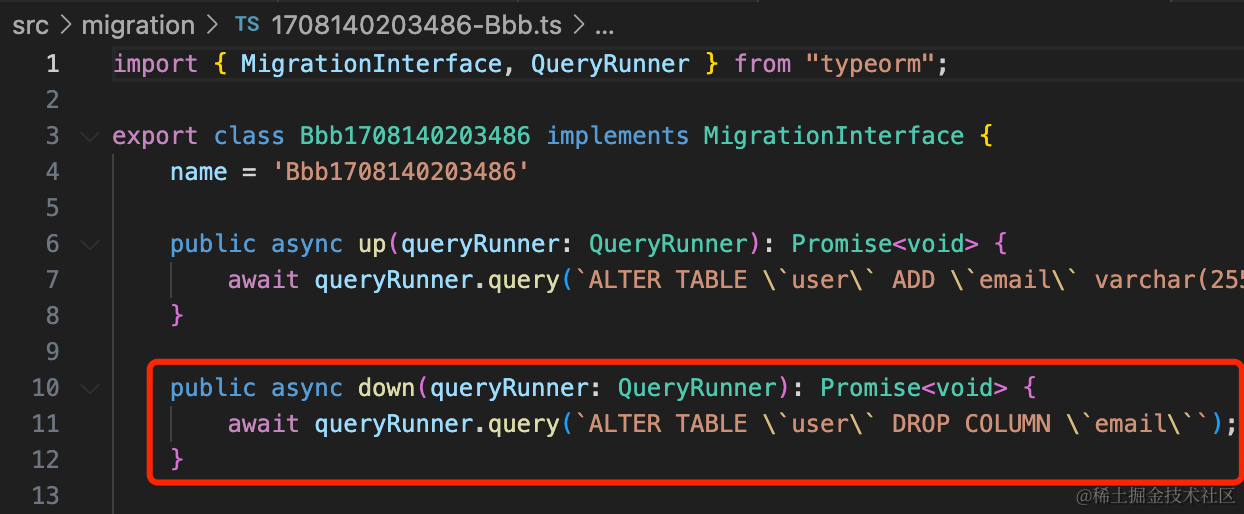 src > migration > TS 1708140203486-Bbb.ts > ...
1 import { MigrationInterface, QueryRunner } from "typeorm";
2
3 export class Bbb1708140203486 implements MigrationInterface {
4 name = 'Bbb1708140203486'
5
6 public async up(queryRunner: QueryRunner): Promise<void> {
7 await queryRunner.query(`ALTER TABLE \`user\` ADD \`email\` varchar(255
8 }
9
10 public async down(queryRunner: QueryRunner): Promise<void> {
11 await queryRunner.query(`ALTER TABLE \`user\` DROP COLUMN \`email\``);
12 }
13
@稀土掘金技术社区